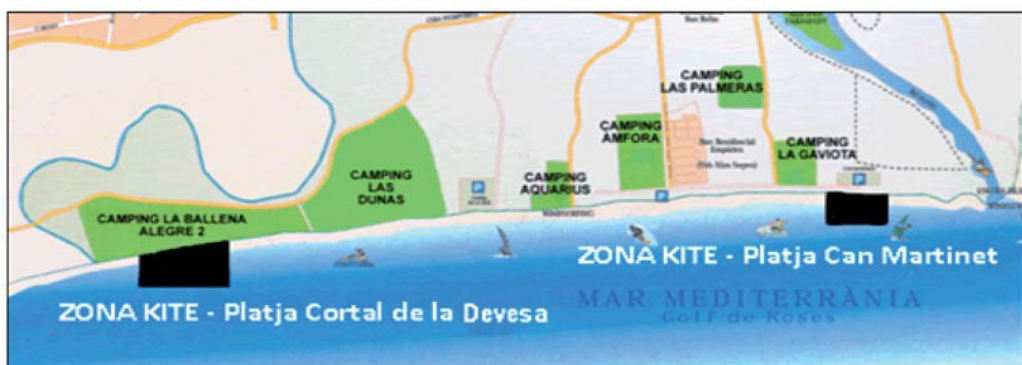 CAMPING
LAS PALMERAS
CAMPING
AMFORA
CAMPING
LA GAVIOTA
CAMPING
LAS
DUNAS
CAMPING
AQUARIUS
P
P
P
CAMPING LA BALLENA
ALEGRE 2
WINDSURFING
ZONA KITE - Platja Can Martinet
MAR MEDITERRÀNIA
Golf de Roses
ZONA KITE - Platja Cortal de la Devesa